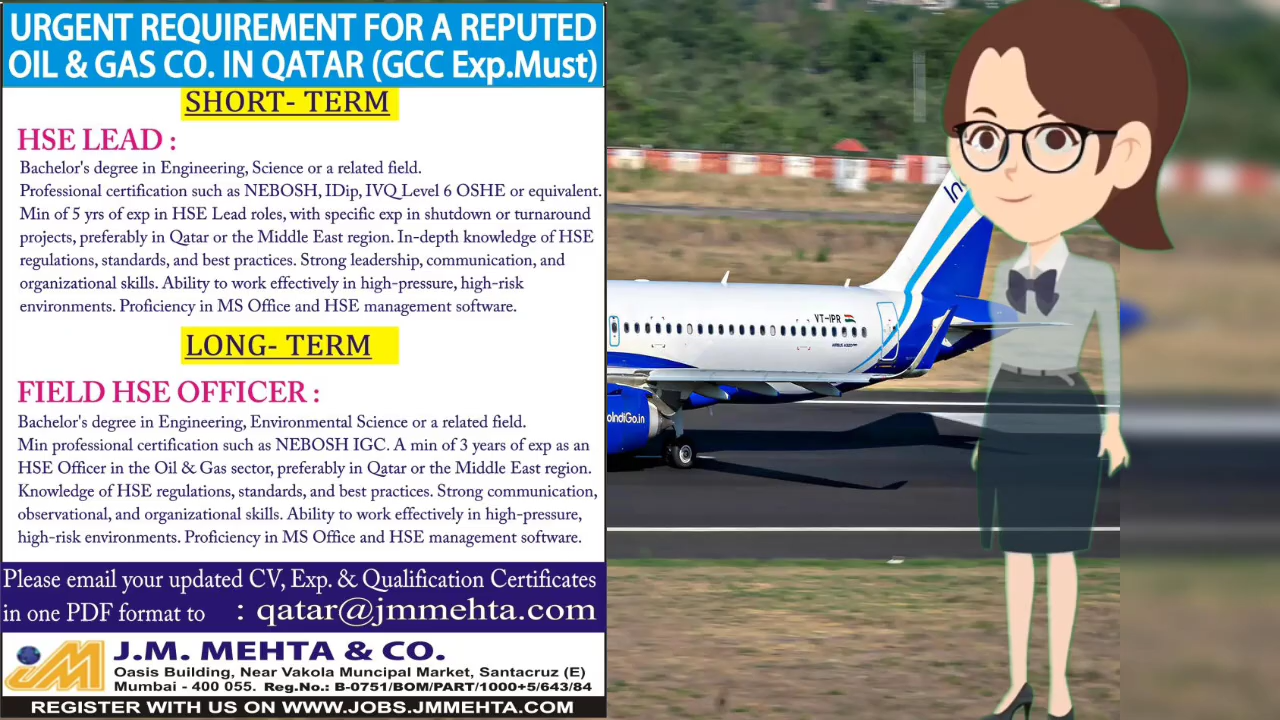 URGENT REQUIREMENT FOR A REPUTED
OIL & GAS CO. IN QATAR (GCC Exp.Must)
SHORT- TERM
HSE LEAD :
Bachelor's degree in Engineering, Science or a related field.
Professional certification such as NEBOSH, IDip, IVQ Level 6 OSHE or equivalent.
Min of 5 yrs of exp in HSE Lead roles, with specific exp in shutdown or turnaround
projects, preferably in Qatar or the Middle East region. In-depth knowledge of HSE
regulations, standards, and best practices. Strong leadership, communication, and
organizational skills. Ability to work effectively in high-pressure, high-risk
environments. Proficiency in MS Office and HSE management software.
LONG- TERM
FIELD HSE OFFICER :
Bachelor's degree in Engineering, Environmental Science or a related field.
Min professional certification such as NEBOSH IGC. A min of 3 years of exp as an
HSE Officer in the Oil & Gas sector, preferably in Qatar or the Middle East region.
Knowledge of HSE regulations, standards, and best practices. Strong communication,
observational, and organizational skills. Ability to work effectively in high-pressure,
high-risk environments. Proficiency in MS Office and HSE management software.
Please email your updated CV, Exp. & Qualification Certificates
in one PDF format to : qatar@jmmehta.com
JM
J.M. MEHTA & CO.
Oasis Building, Near Vakola Muncipal Market, Santacruz (E)
Mumbai - 400 055. Reg.No.: B-0751/BOM/PART/1000+5/643/84
REGISTER WITH US ON WWW.JOBS.JMMEHTA.COM
VT-IPR
goIndiGo.in